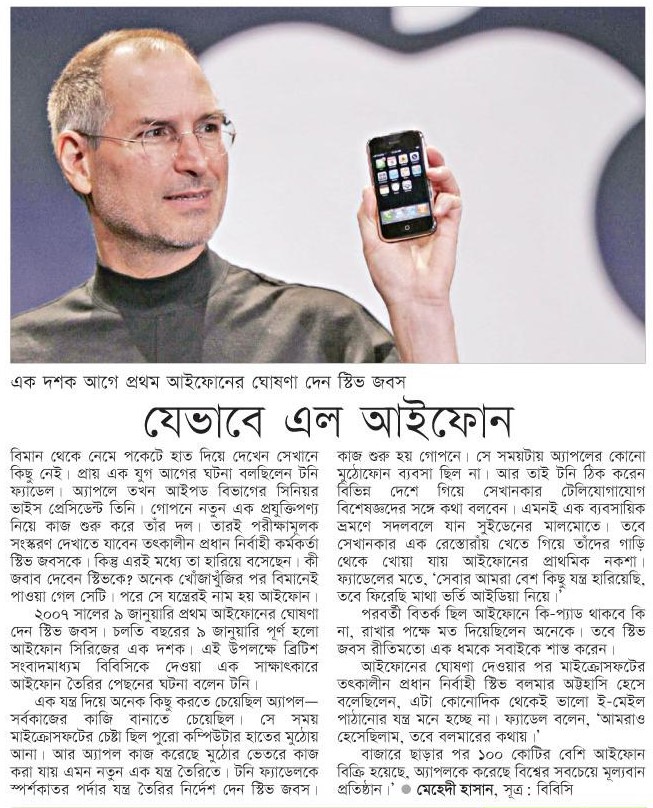 এক দশক আগে প্রথম আইফোনের ঘোষণা দেন স্টিভ জবস
যেভাবে এল আইফোন
বিমান থেকে নেমে পকেটে হাত দিয়ে দেখেন সেখানে
কিছু নেই। প্রায় এক যুগ আগের ঘটনা বলছিলেন টনি
ফ্যাডেল। অ্যাপলে তখন আইপড বিভাগের সিনিয়র
ভাইস প্রেসিডেন্ট তিনি। গোপনে নতুন এক প্রযুক্তিপণ্য
নিয়ে কাজ শুরু করে তাঁর দল। তারই পরীক্ষামূলক
সংস্করণ দেখাতে যাবেন তৎকালীন প্রধান নির্বাহী কর্মকর্তা
স্টিভ জবসকে। কিন্তু এরই মধ্যে তা হারিয়ে বসেছেন। কী
জবাব দেবেন স্টিভকে? অনেক খোঁজাখুঁজির পর বিমানেই
পাওয়া গেল সেটি। পরে সে যন্ত্রেরই নাম হয় আইফোন।
২০০৭ সালের ৯ জানুয়ারি প্রথম আইফোনের ঘোষণা
দেন স্টিভ জবস। চলতি বছরের ৯ জানুয়ারি পূর্ণ হলো
আইফোন সিরিজের এক দশক। এই উপলক্ষে ব্রিটিশ
সংবাদমাধ্যম বিবিসিকে দেওয়া এক সাক্ষাৎকারে
আইফোন তৈরির পেছনের ঘটনা বলেন টনি।
এক যন্ত্র দিয়ে অনেক কিছু করতে চেয়েছিল অ্যাপল—
সর্বকাজের কাজি বানাতে চেয়েছিল। সে সময়
মাইক্রোসফটের চেষ্টা ছিল পুরো কম্পিউটার হাতের মুঠোয়
আনা। আর অ্যাপল কাজ করেছে মুঠোর ভেতরে কাজ
করা যায় এমন নতুন এক যন্ত্র তৈরিতে। টনি ফ্যাডেলকে
স্পর্শকাতর পর্দার যন্ত্র তৈরির নির্দেশ দেন স্টিভ জবস।
কাজ শুরু হয় গোপনে। সে সময়টায় অ্যাপলের কোনো
মুঠোফোন ব্যবসা ছিল না। আর তাই টনি ঠিক করেন
বিভিন্ন দেশে গিয়ে সেখানকার টেলিযোগাযোগ
বিশেষজ্ঞদের সঙ্গে কথা বলবেন। এমনই এক ব্যবসায়িক
ভ্রমণে সদলবলে যান সুইডেনের মালমোতে। তবে
সেখানকার এক রেস্তোরাঁয় খেতে গিয়ে তাঁদের গাড়ি
থেকে খোয়া যায় আইফোনের প্রাথমিক নকশা।
ফ্যাডেলের মতে, ‘সেবার আমরা বেশ কিছু যন্ত্র হারিয়েছি,
তবে ফিরেছি মাথা ভর্তি আইডিয়া নিয়ে।’
পরবর্তী বিতর্ক ছিল আইফোনে কি-প্যাড থাকবে কি
না, রাখার পক্ষে মত দিয়েছিলেন অনেকে। তবে স্টিভ
জবস রীতিমতো এক ধমকে সবাইকে শান্ত করেন।
আইফোনের ঘোষণা দেওয়ার পর মাইক্রোসফটের
তৎকালীন প্রধান নির্বাহী স্টিভ বলমার অট্টহাসি হেসে
বলেছিলেন, এটা কোনোদিক থেকেই ভালো ই-মেইল
পাঠানোর যন্ত্র মনে হচ্ছে না। ফ্যাডেল বলেন, ‘আমরাও
হেসেছিলাম, তবে বলমারের কথায়।’
বাজারে ছাড়ার পর ১০০ কোটির বেশি আইফোন
বিক্রি হয়েছে, অ্যাপলকে করেছে বিশ্বের সবচেয়ে মূল্যবান
প্রতিষ্ঠান।’ ● মেহেদী হাসান, সূত্র : বিবিসি